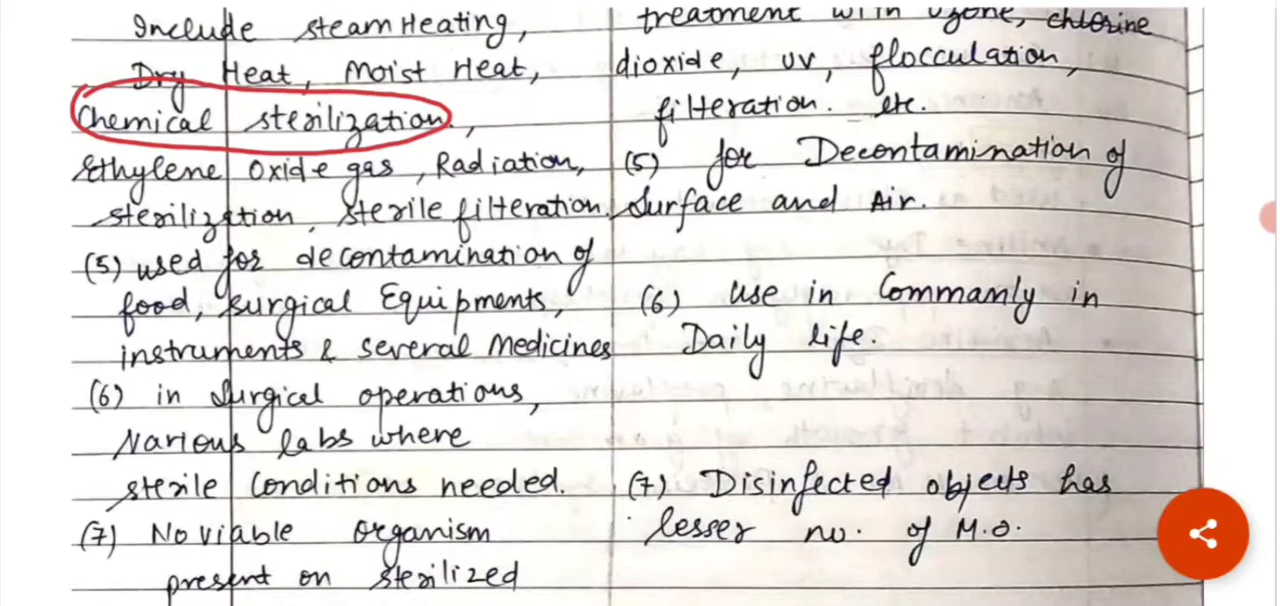 Include steam Heating,
Dry Heat, Moist Heat,
Chemical sterilization.,
Ethylene oxide gas, Radiation,
sterilization, sterile filteration.
(5) used for decontamination of
food, surgical Equipments,
instruments & several Medicines
(6) in surgical operations,
Various labs where
sterile conditions needed.
(7) No viable organism
present on sterilized
treatment with ozone, chlorine
dioxide, UV, flocculation,
filteration. etc.
(5) for Decontamination of
Surface and Air.
(6) Use in Commamly in
Daily life.
(7) Disinfected objects has
lesser no. of M.O.